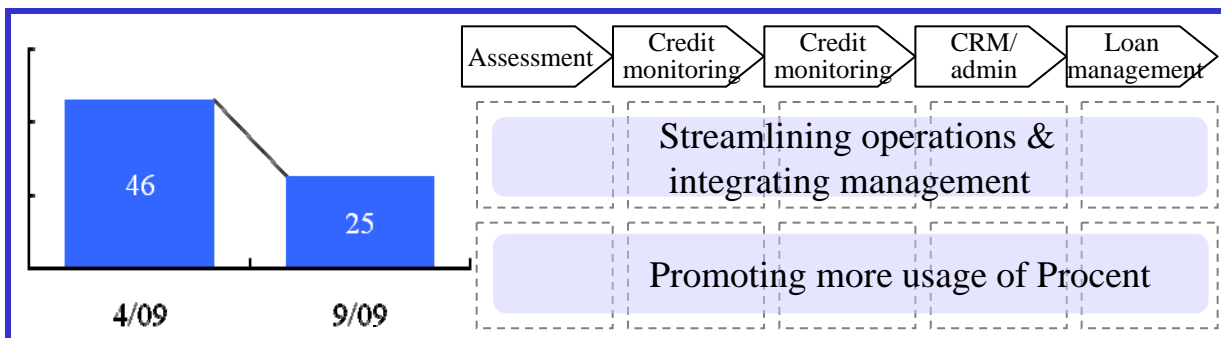 46
25
4/09
9/09
Assessment
Credit
monitoring
Credit
monitoring
CRM/
admin
Loan
management
Streamlining operations &
integrating management
Promoting more usage of Procent